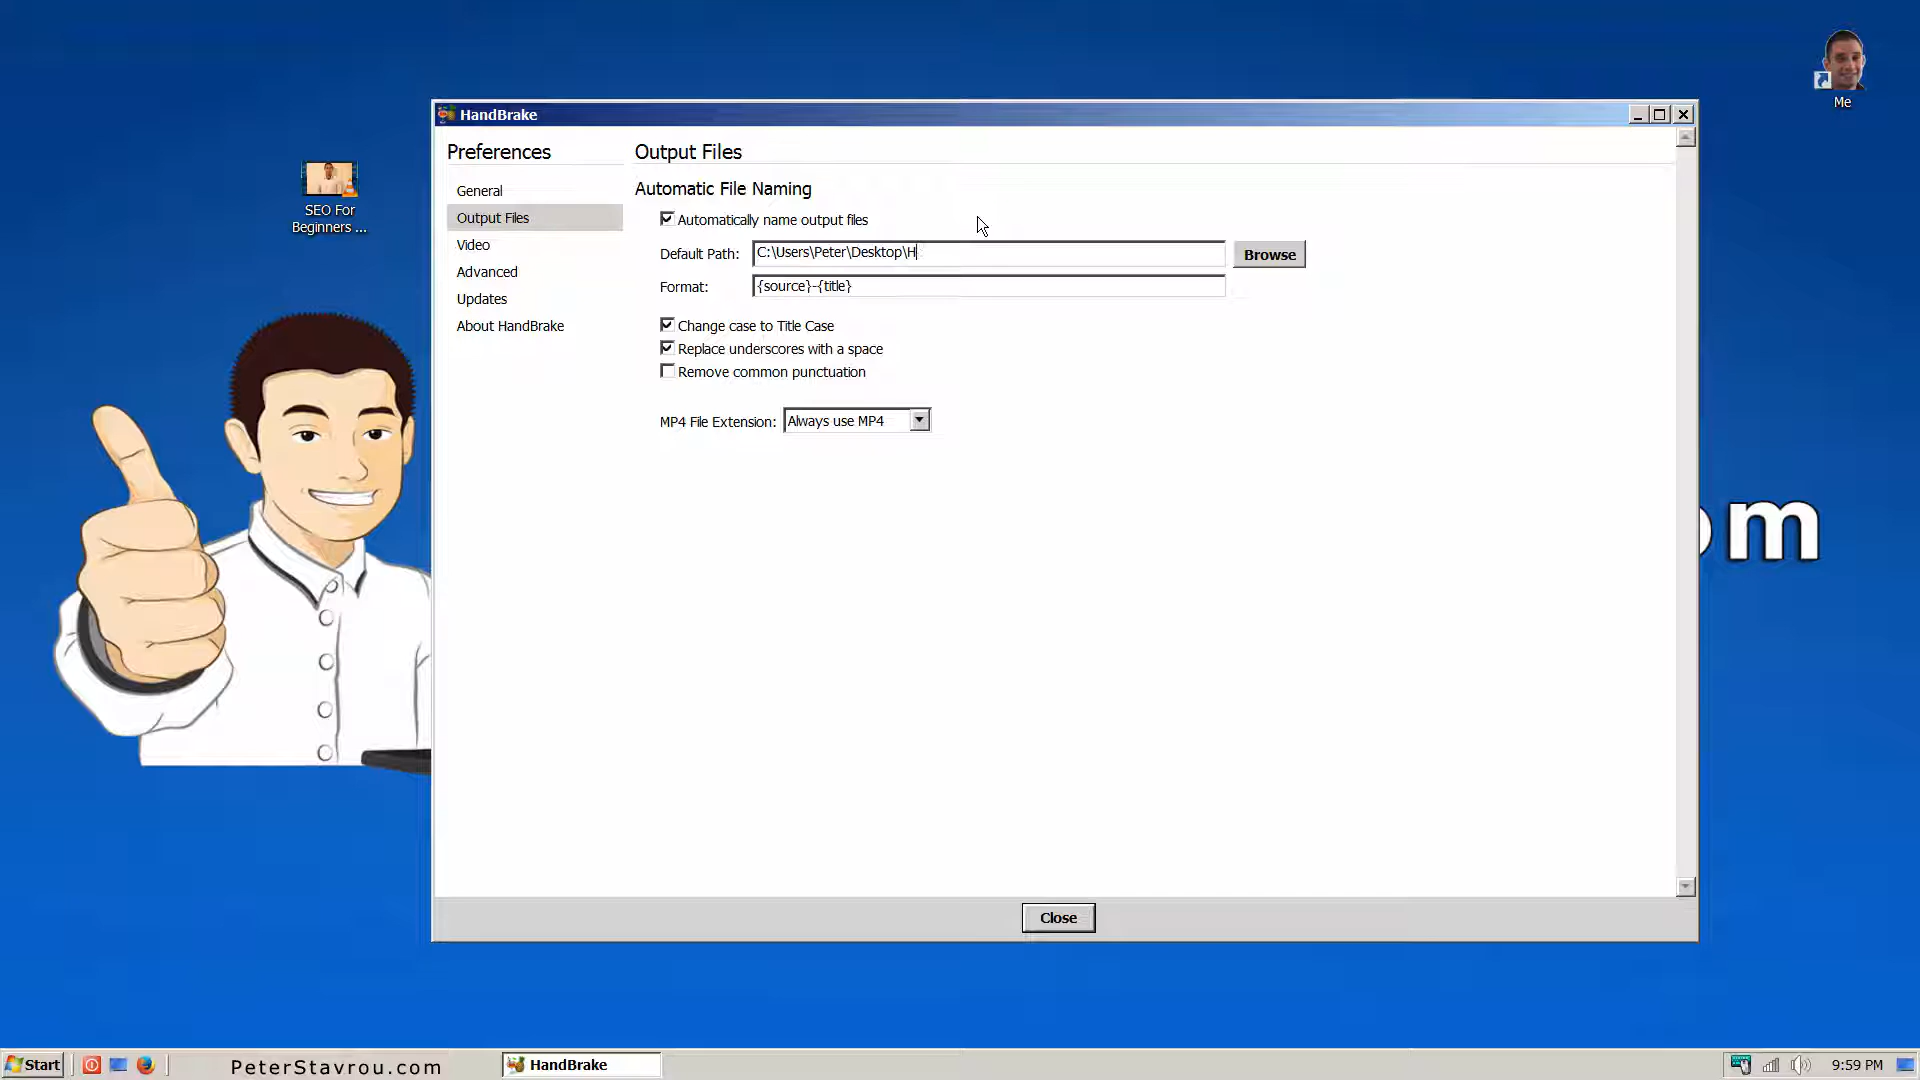 Me
HandBrake
Preferences
Output Files
General
Automatic File Naming
Output Files
Automatically name output files
SEO For
Beginners ...
Video
Default Path: C:\Users\Peter\Desktop\H Browse
Advanced
Format: {source}-{title}
Updates
About HandBrake
Change case to Title Case
Replace underscores with a space
Remove common punctuation
MP4 File Extension: Always use MP4
om
Close
Start
PeterStavrou.com
HandBrake
9:59 PM